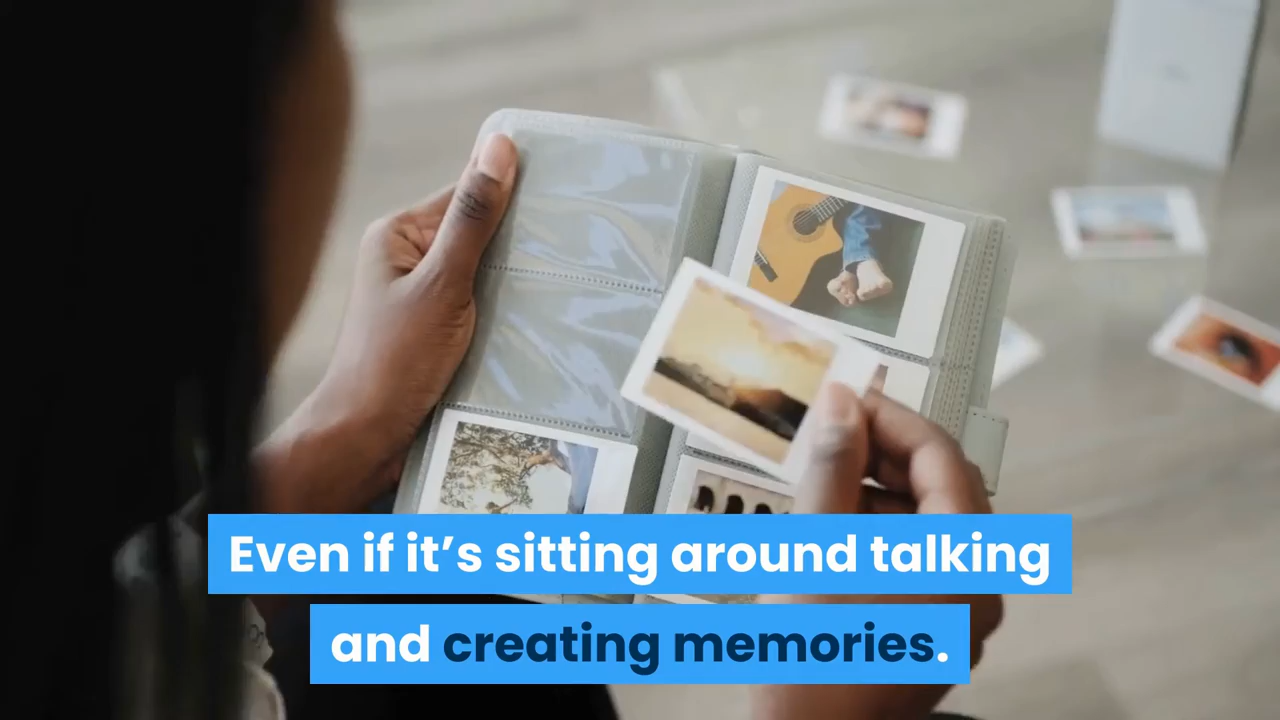 Even if it’s sitting around talking
and creating memories.